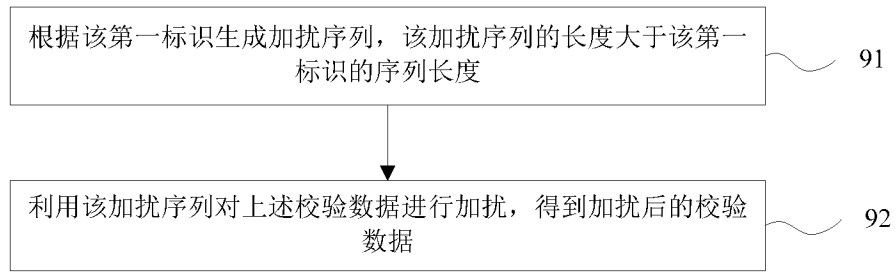 根据该第一标识生成加扰序列，该加扰序列的长度大于该第一
标识的序列长度
91
利用该加扰序列对上述校验数据进行加扰，得到加扰后的校验
数据
92